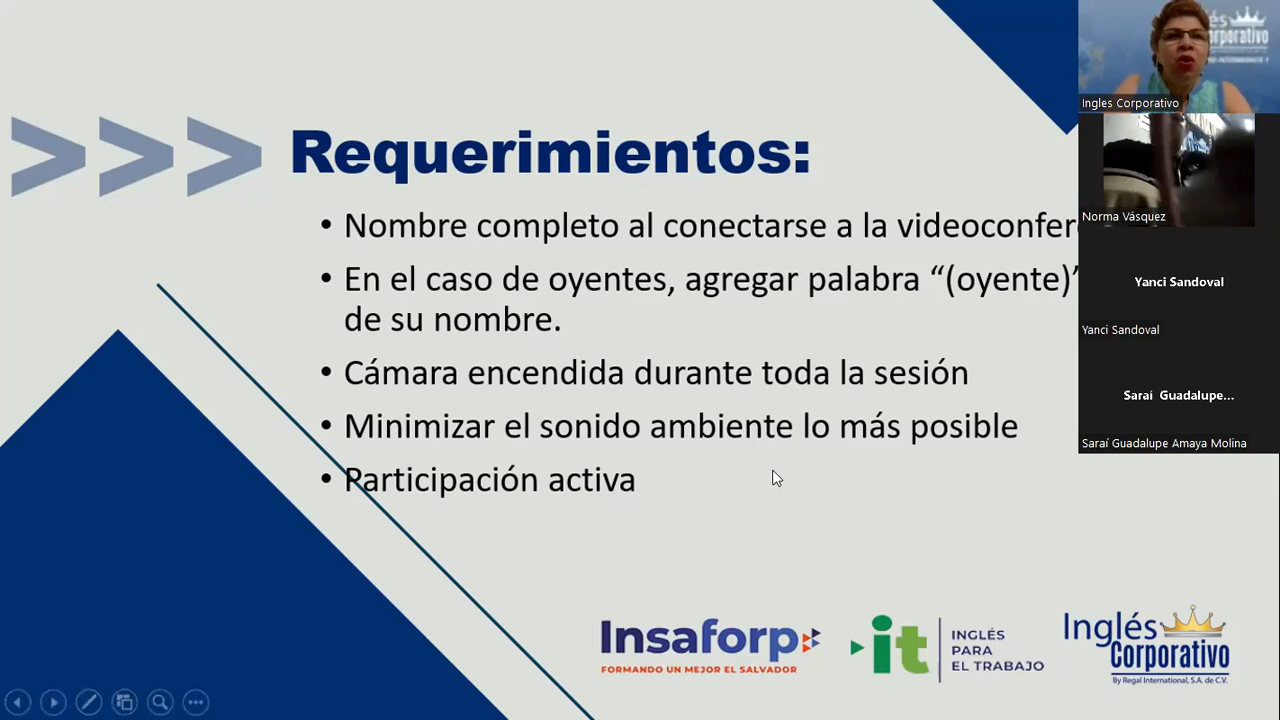 >>> Requerimientos:
• Nombre completo al conectarse a la videoconfer
• En el caso de oyentes, agregar palabra “(oyente)”
de su nombre.
• Cámara encendida durante toda la sesión
• Minimizar el sonido ambiente lo más posible
• Participación activa
Insaforp
FORMANDO UN MEJOR EL SALVADOR
it
INGLÉS
PARA
EL TRABAJO
Inglés
Corporativo
By Regal International, S.A. de C.V.
és
orporativo
Ingles Corporativo
Norma Vásquez
Yanci Sandoval
Yanci Sandoval
Saraí Guadalupe...
Saraí Guadalupe Amaya Molina